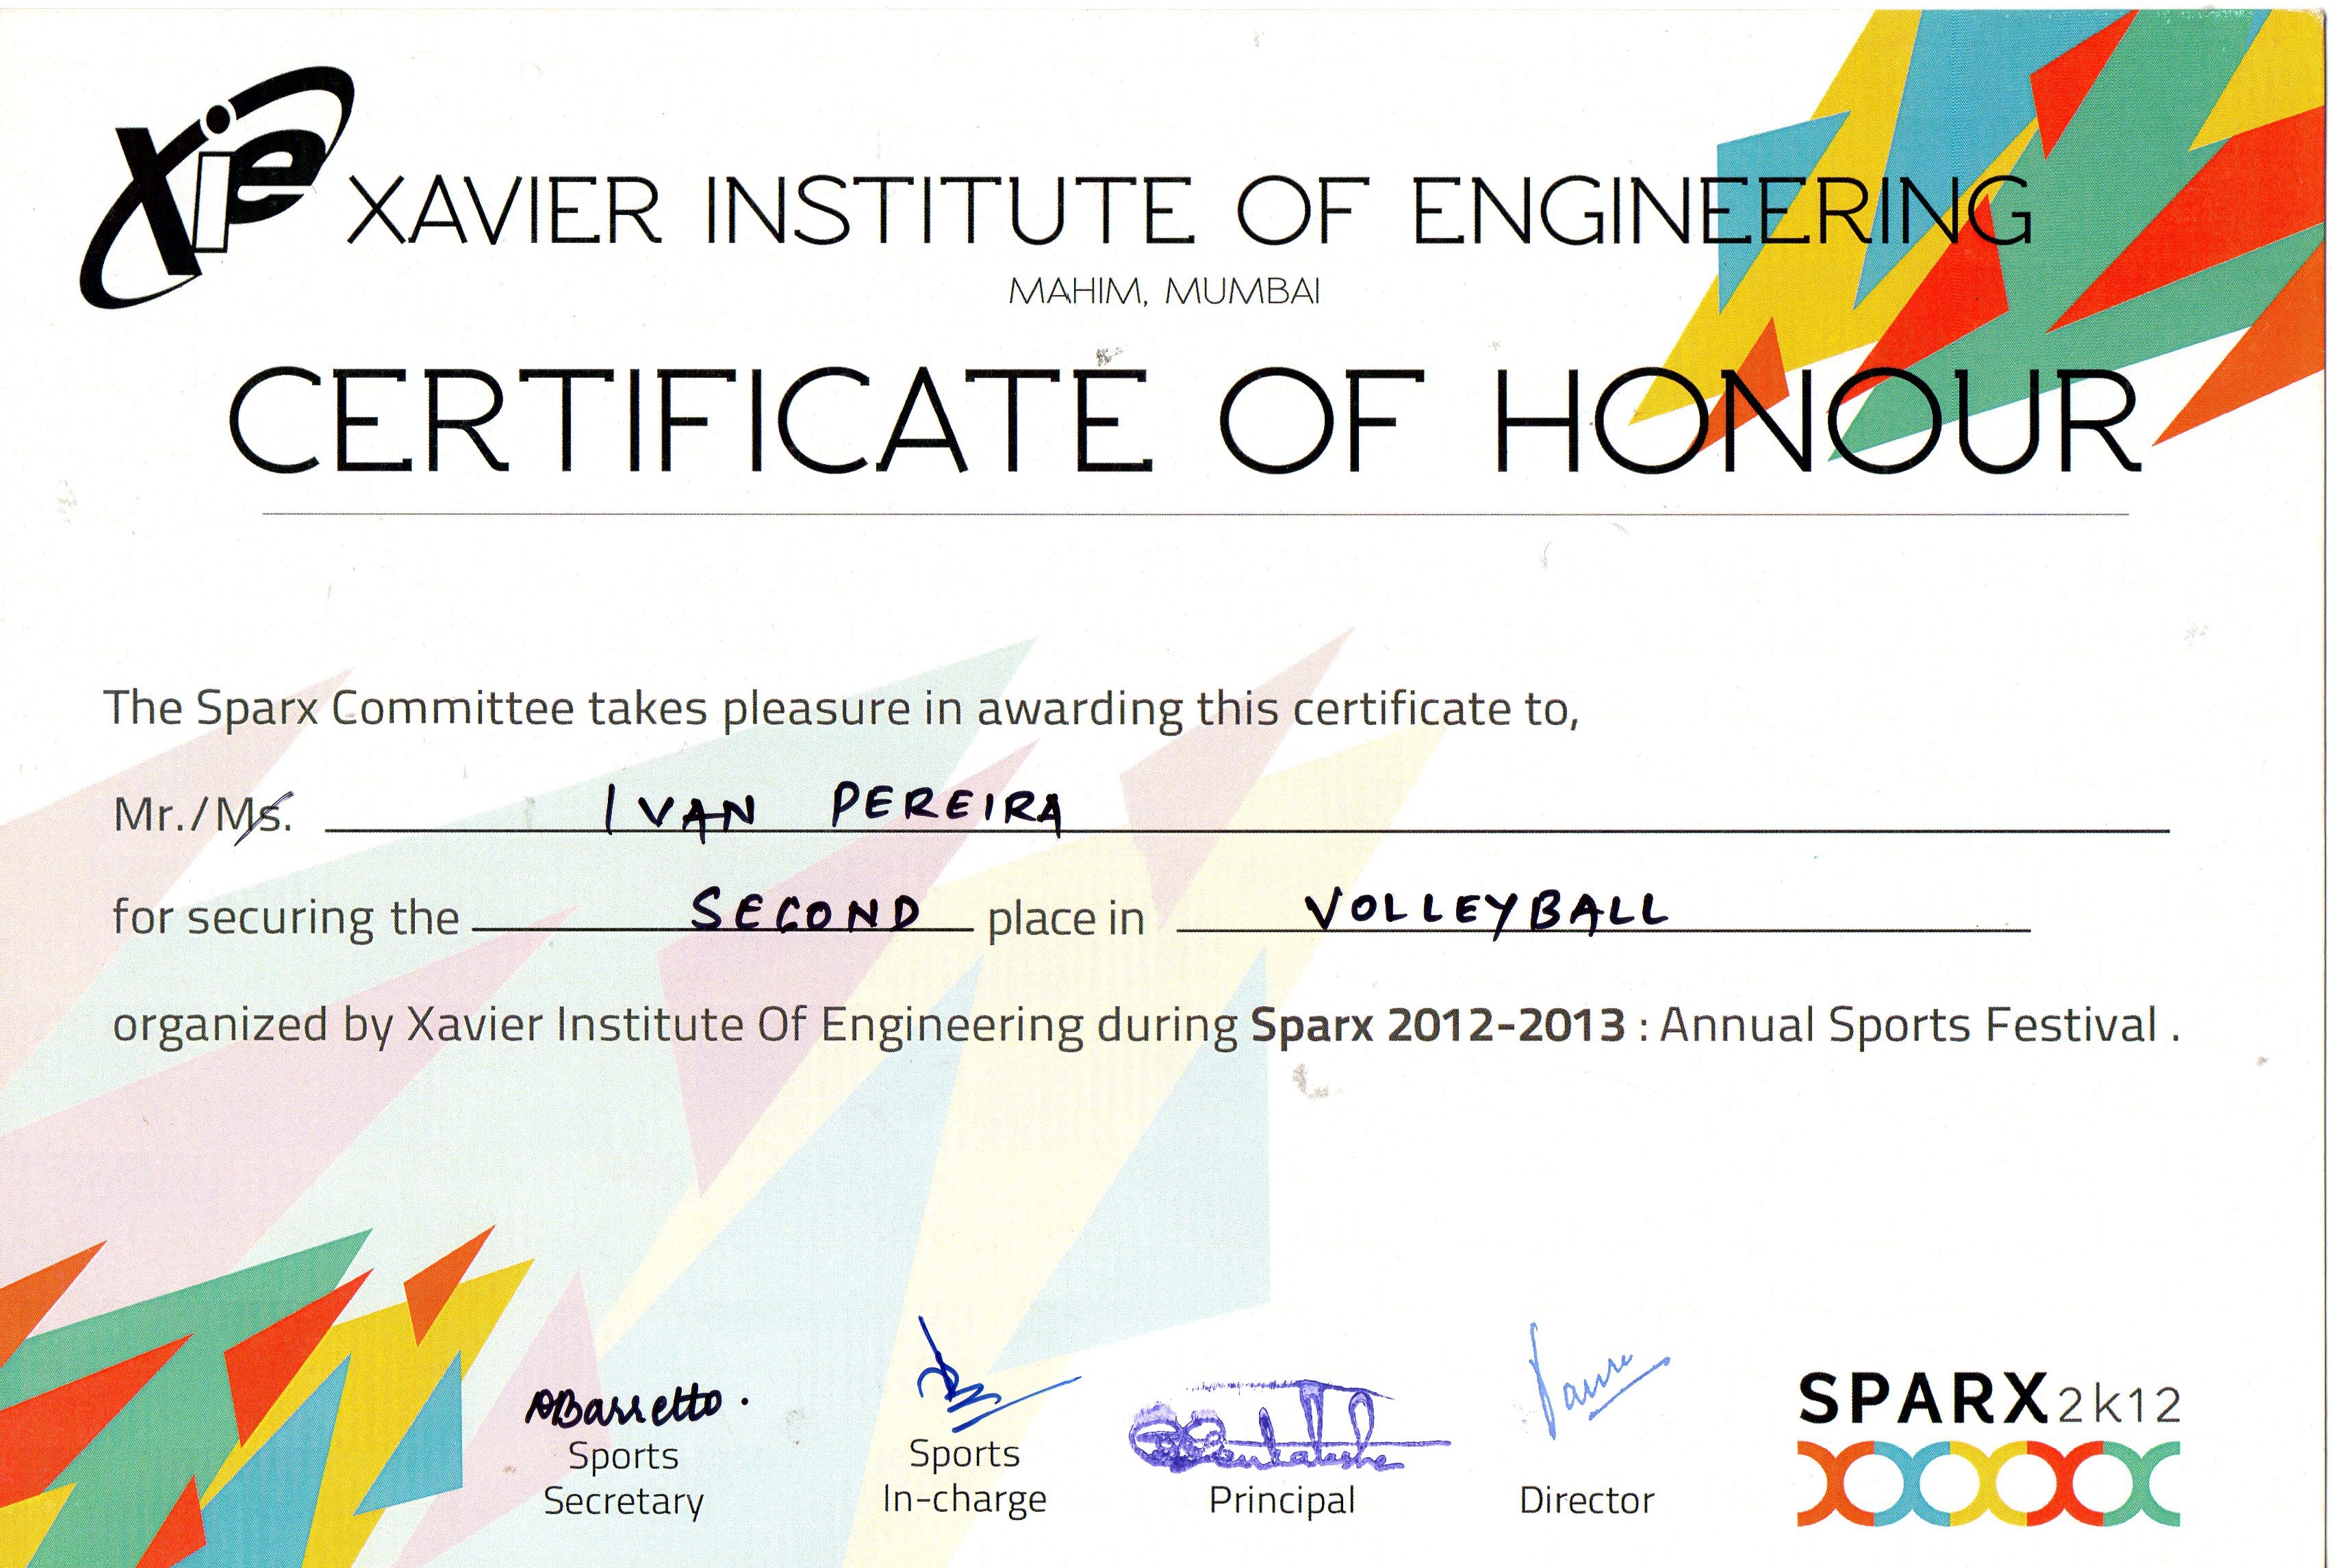 Xie
XAVIER INSTITUTE OF ENGINEERING
MAHIM, MUMBAI
CERTIFICATE OF HONOUR
The Sparx Committee takes pleasure in awarding this certificate to,
Mr./Ms. IVAN PEREIRA
for securing the SECOND place in VOLLEYBALL
organized by Xavier Institute Of Engineering during Sparx 2012-2013 : Annual Sports Festival .
ABarretto.
Sports Secretary
Sports In-charge
Principal
Director
SPARX 2k12